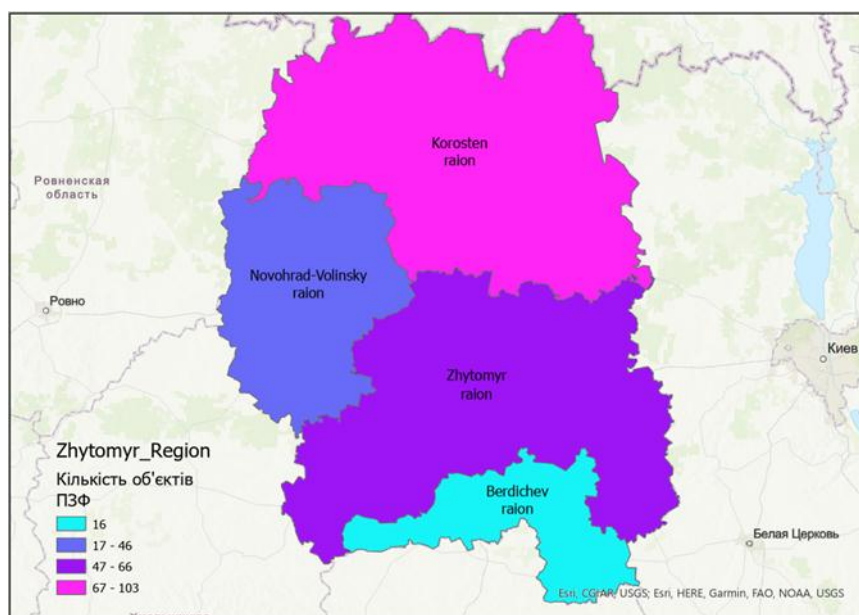 Korosten
raion
Ровненская
область
Novohrad-Volinsky
raion
Ровно
Киев
Zhytomyr
raion
Zhytomyr_Region
Кількість об'єктів
ПЗФ
16
17 - 46
47 - 66
67 - 103
Berdichev
raion
Белая Церковь
Esri, CGIAR, USGS; Esri, HERE, Garmin, FAO, NOAA, USGS